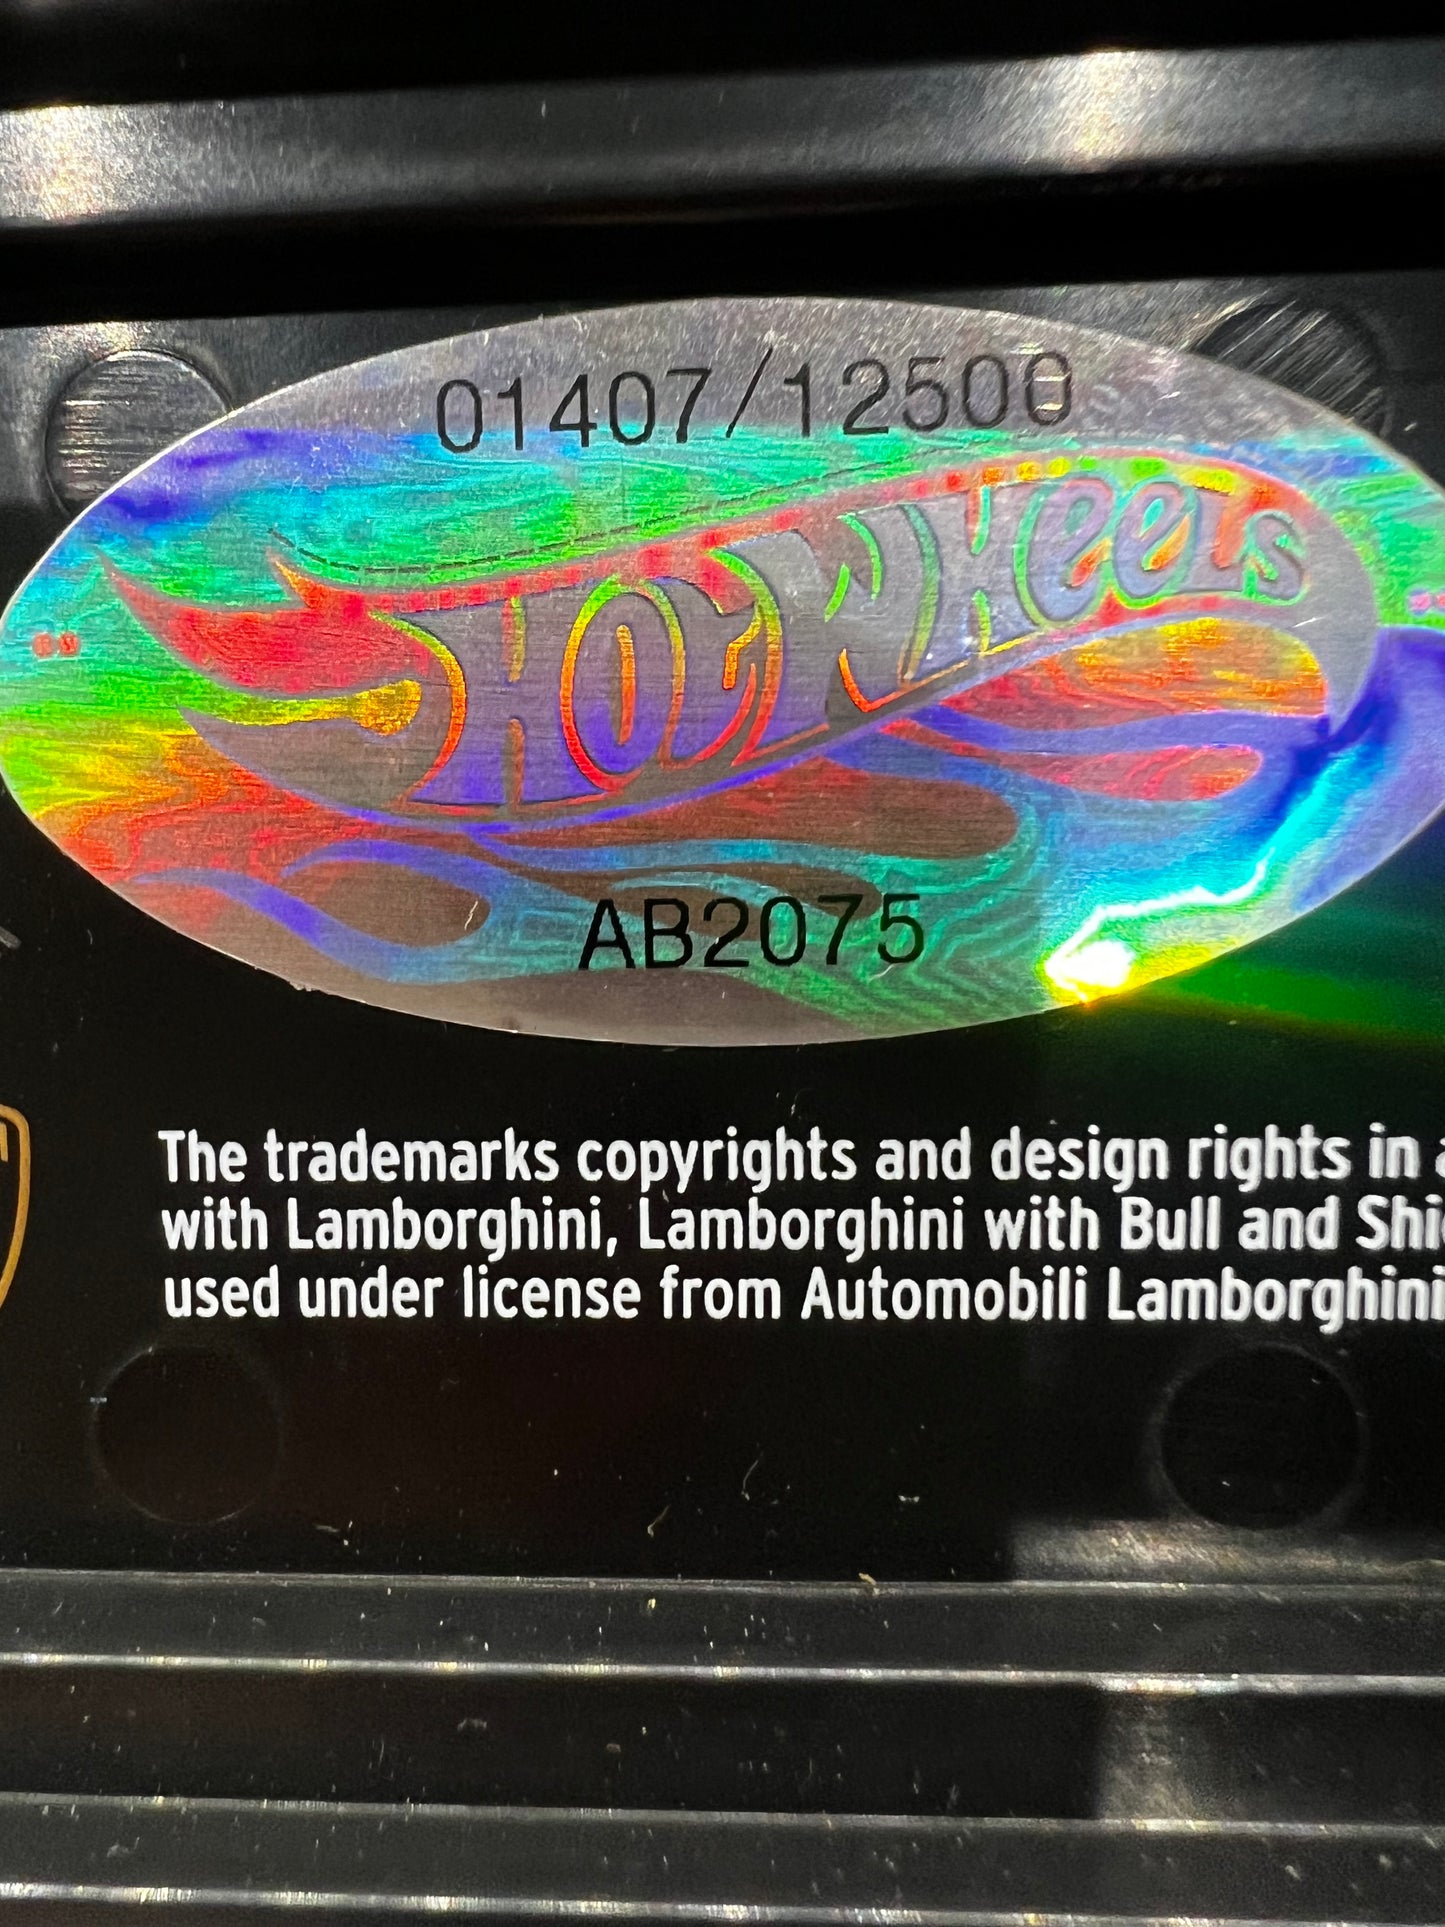 01407/12500
HOT WHEELS
AB2075
The trademarks copyrights and design rights in
with Lamborghini, Lamborghini with Bull and
used under license from Automobili Lamborghini